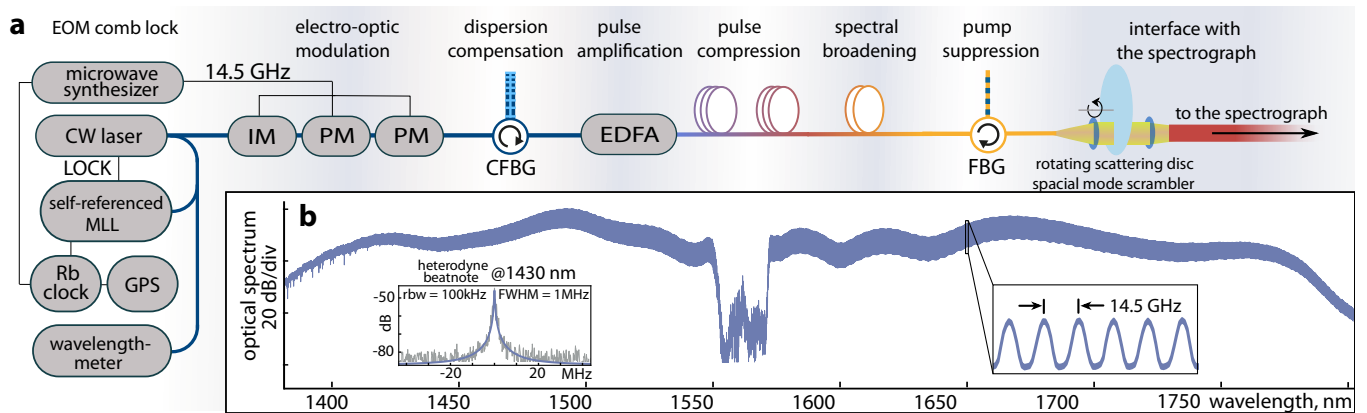 a
EOM comb lock
electro-optic
modulation
dispersion
compensation
pulse
amplification
pulse
compression
spectral
broadening
pump
suppression
interface with
the spectrograph
microwave
synthesizer
14.5 GHz
CW laser
IM
PM
PM
CFBG
EDFA
FBG
to the spectrograph
rotating scattering disc
spacial mode scrambler
LOCK
self-referenced
MLL
Rb
clock
GPS
wavelength-
meter
b
optical spectrum
20 dB/div
heterodyne
beatnote
@1430 nm
rbw = 100kHz
FWHM = 1MHz
-50
dB
-80
-20
0
20
MHz
14.5 GHz
1400
1450
1500
1550
1600
1650
1700
1750
wavelength, nm